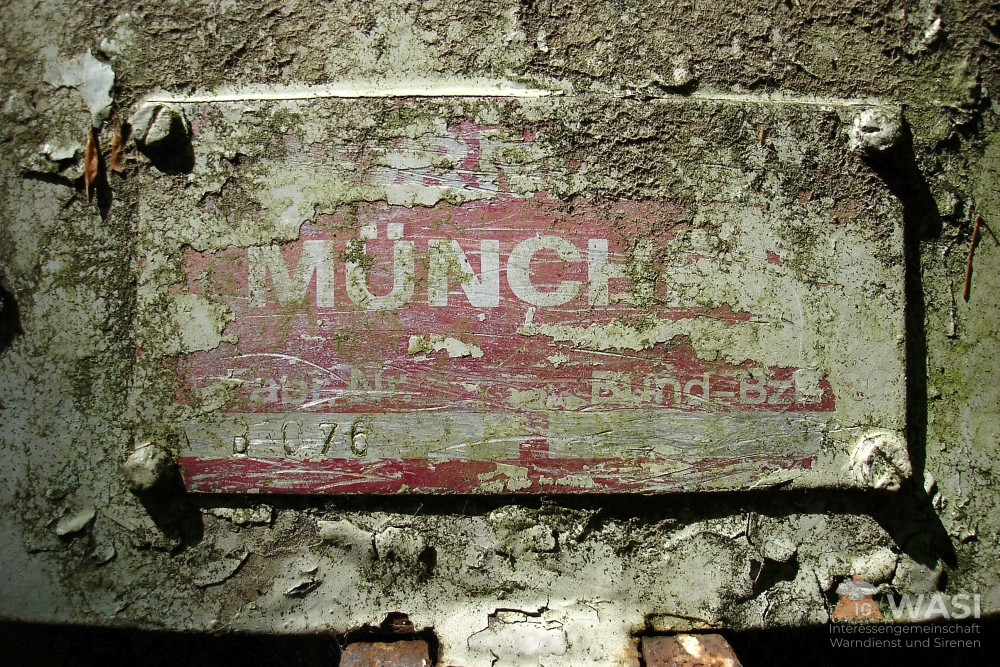 MÜNCH
Fabr.-Nr. Bund-Bz
076
ig WASI
Interessengemeinschaft
Warndienst und Sirenen